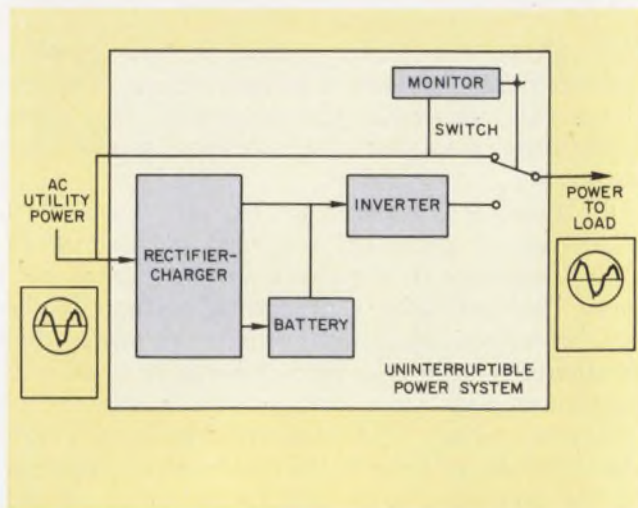 MONITOR
SWITCH
AC
UTILITY
POWER
RECTIFIER-
CHARGER
INVERTER
BATTERY
POWER
TO
LOAD
UNINTERRUPTIBLE
POWER SYSTEM